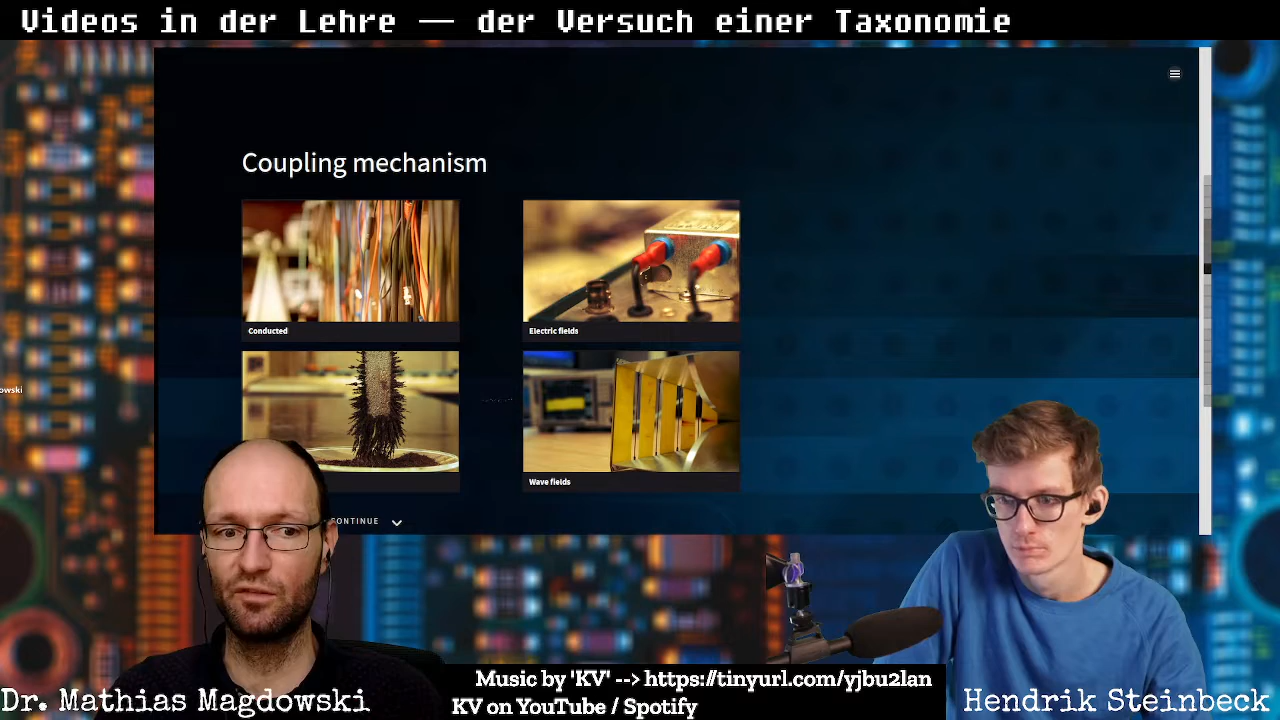 Videos in der Lehre — der Versuch einer Taxonomie
Coupling mechanism
Conducted
Electric fields
owski
Wave fields
CONTINUE
Music by 'KV' --> https://tinyurl.com/yjbu2lan
KV on YouTube / Spotify
Dr. Mathias Magdowski
Hendrik Steinbeck